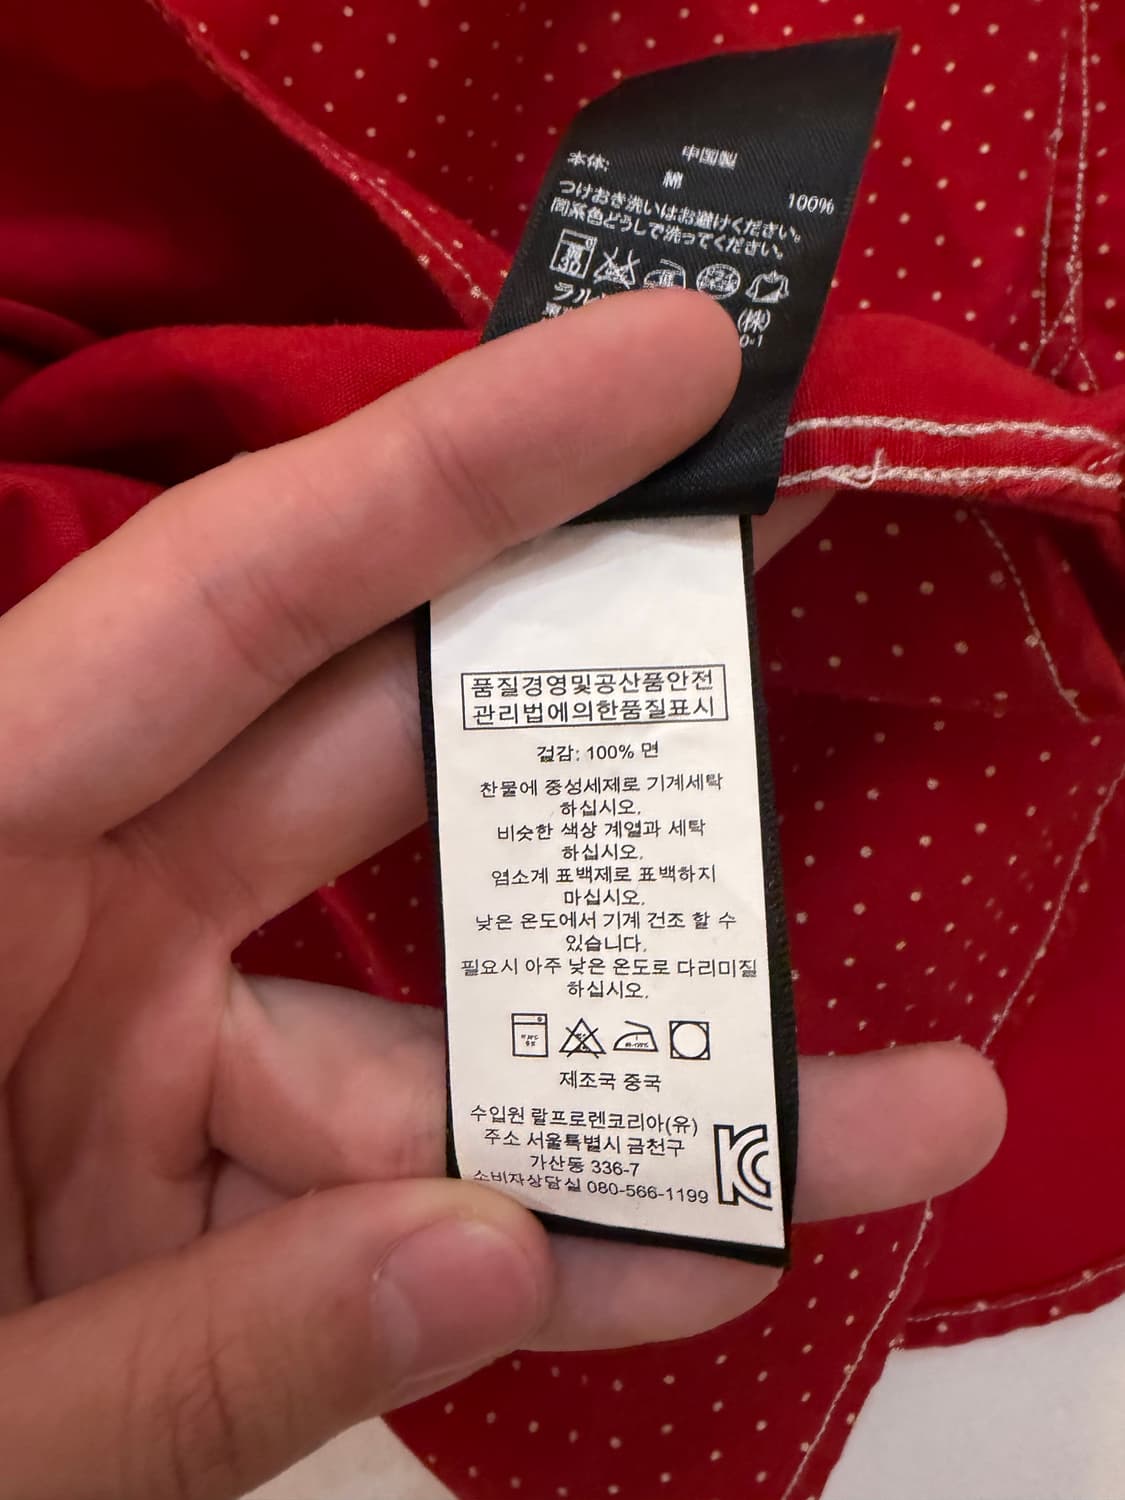 中国製
本体:
綿 100%
つけおき洗いはお避けください。
同系色どうしで洗ってください。
30
ラル
(株)
0-1
품질경영및공산품안전
관리법에의한품질표시
겉감: 100% 면
찬물에 중성세제로 기계세탁
하십시오.
비슷한 색상 계열과 세탁
하십시오.
염소계 표백제로 표백하지
마십시오.
낮은 온도에서 기계 건조 할 수
있습니다.
필요시 아주 낮은 온도로 다리미질
하십시오.
제조국 중국
수입원 랄프로렌코리아(유)
주소 서울특별시 금천구
가산동 336-7
소비자상담실 080-566-1199
KC